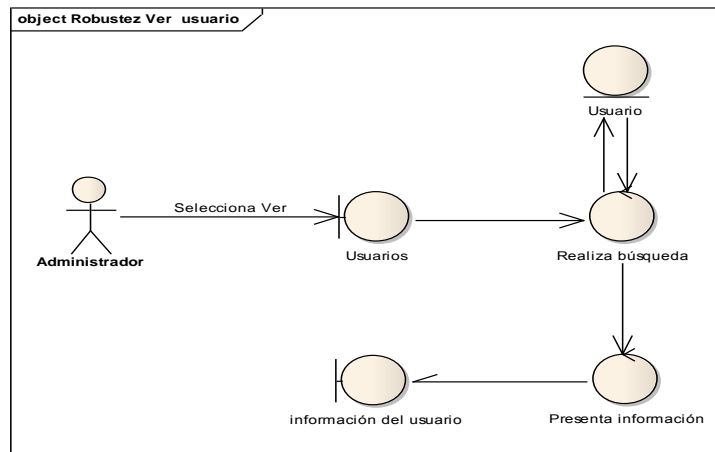 object Robustez Ver usuario
Usuario
Selecciona Ver
Administrador
Usuarios
Realiza búsqueda
información del usuario
Presenta información